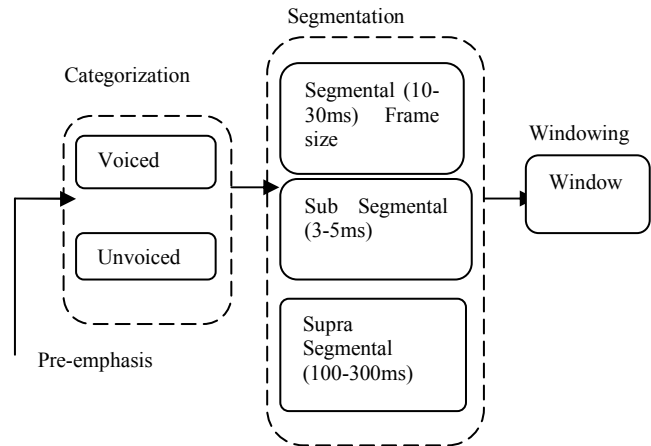 Segmentation
Categorization
Segmental (10-
30ms) Frame
size
Windowing
Voiced
Window
Sub Segmental
(3-5ms)
Unvoiced
Supra
Segmental
(100-300ms)
Pre-emphasis